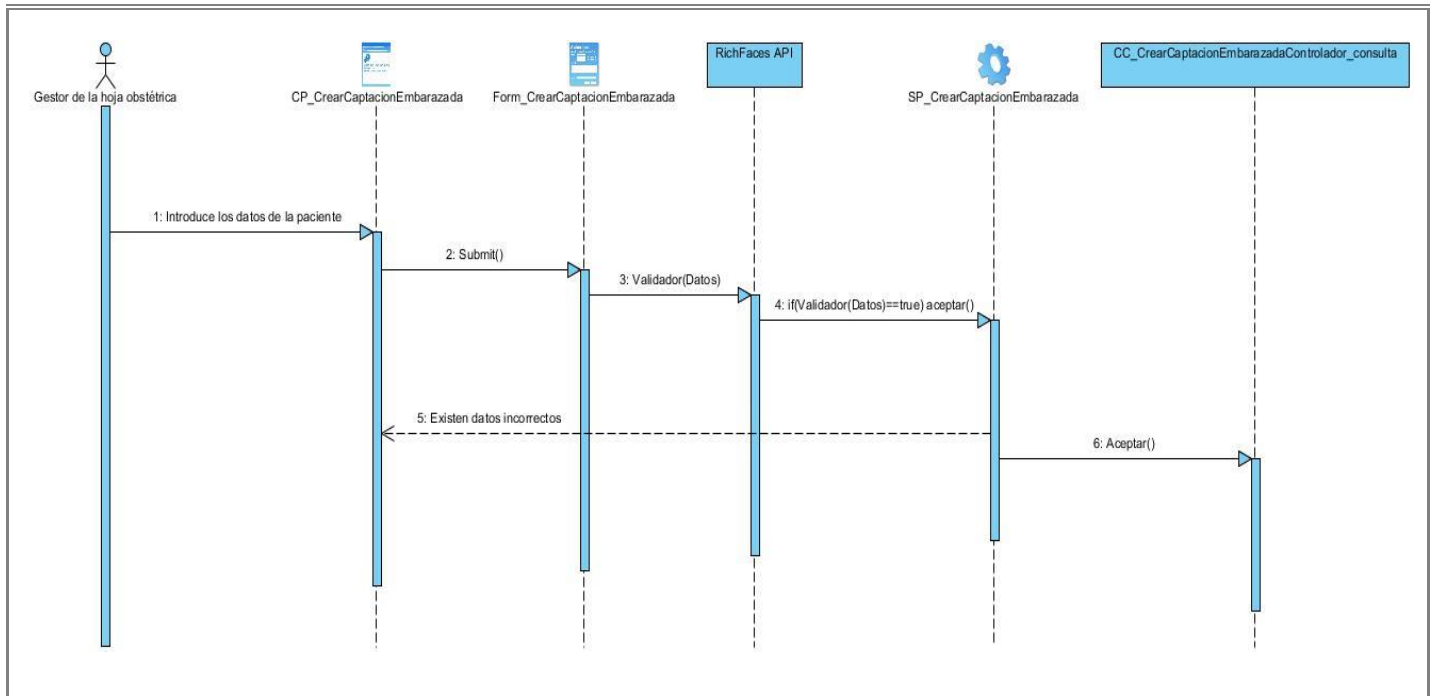 RichFaces API
CC_CrearCaptacionEmbarazadaControlador_consulta
Gestor de la hoja obstétrica
CP_CrearCaptacionEmbarazada
Form_CrearCaptacionEmbarazada
SP_CrearCaptacionEmbarazada
1: Introduce los datos de la paciente
2: Submit()
3: Validador(Datos)
4: if(Validador(Datos)==true) aceptar()
5: Existen datos incorrectos
6: Aceptar()